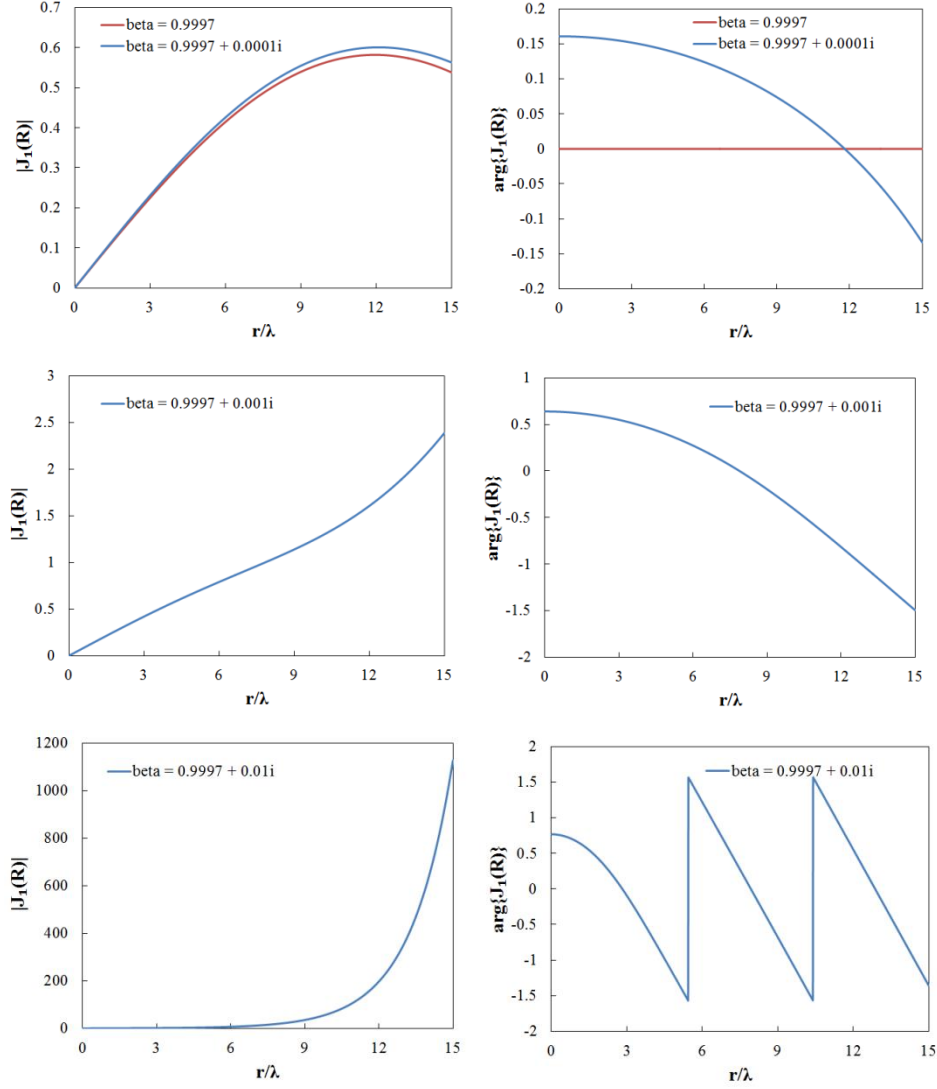 beta = 0.9997
beta = 0.9997 + 0.0001i
0.7
0.6
0.5
0.4
0.3
0.2
0.1
0
|J₁(R)|
0 3 6 9 12 15
r/λ
beta = 0.9997
beta = 0.9997 + 0.0001i
0.2
0.15
0.1
0.05
0
-0.05
-0.1
-0.15
-0.2
arg{J₁(R)}
0 3 6 9 12 15
r/λ
beta = 0.9997 + 0.001i
3
2.5
2
1.5
1
0.5
0
|J₁(R)|
0 3 6 9 12 15
r/λ
beta = 0.9997 + 0.001i
1
0.5
0
-0.5
-1
-1.5
-2
arg{J₁(R)}
0 3 6 9 12 15
r/λ
beta = 0.9997 + 0.01i
1200
1000
800
600
400
200
0
|J₁(R)|
0 3 6 9 12 15
r/λ
beta = 0.9997 + 0.01i
2
1.5
1
0.5
0
-0.5
-1
-1.5
-2
arg{J₁(R)}
0 3 6 9 12 15
r/λ